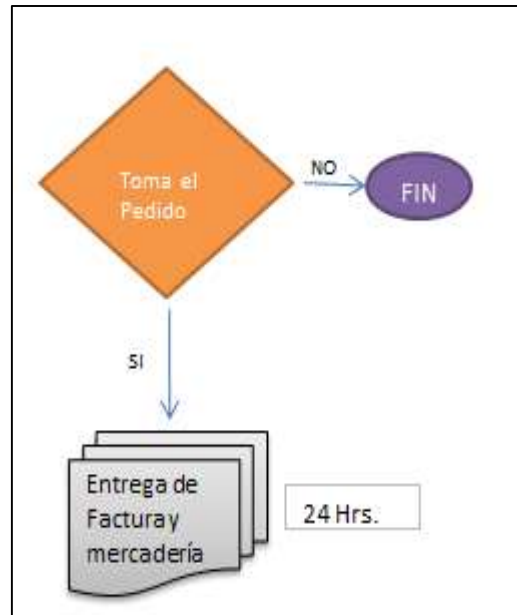 Toma el
Pedido
NO
FIN
SI
Entrega de
Factura y
mercadería
24 Hrs.